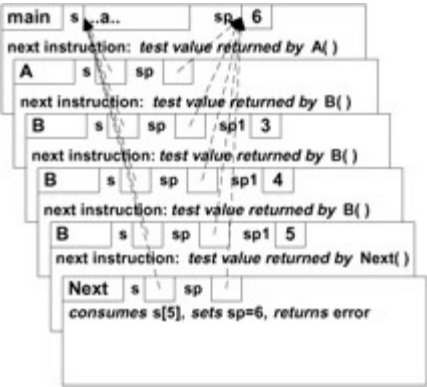 main s ..a.. sp 6
next instruction: test value returned by A( )
A s sp
next instruction: test value returned by B( )
B s sp sp1 3
next instruction: test value returned by B( )
B s sp sp1 4
next instruction: test value returned by B( )
B s sp sp1 5
next instruction: test value returned by Next( )
Next s sp
consumes s[5], sets sp=6, returns error